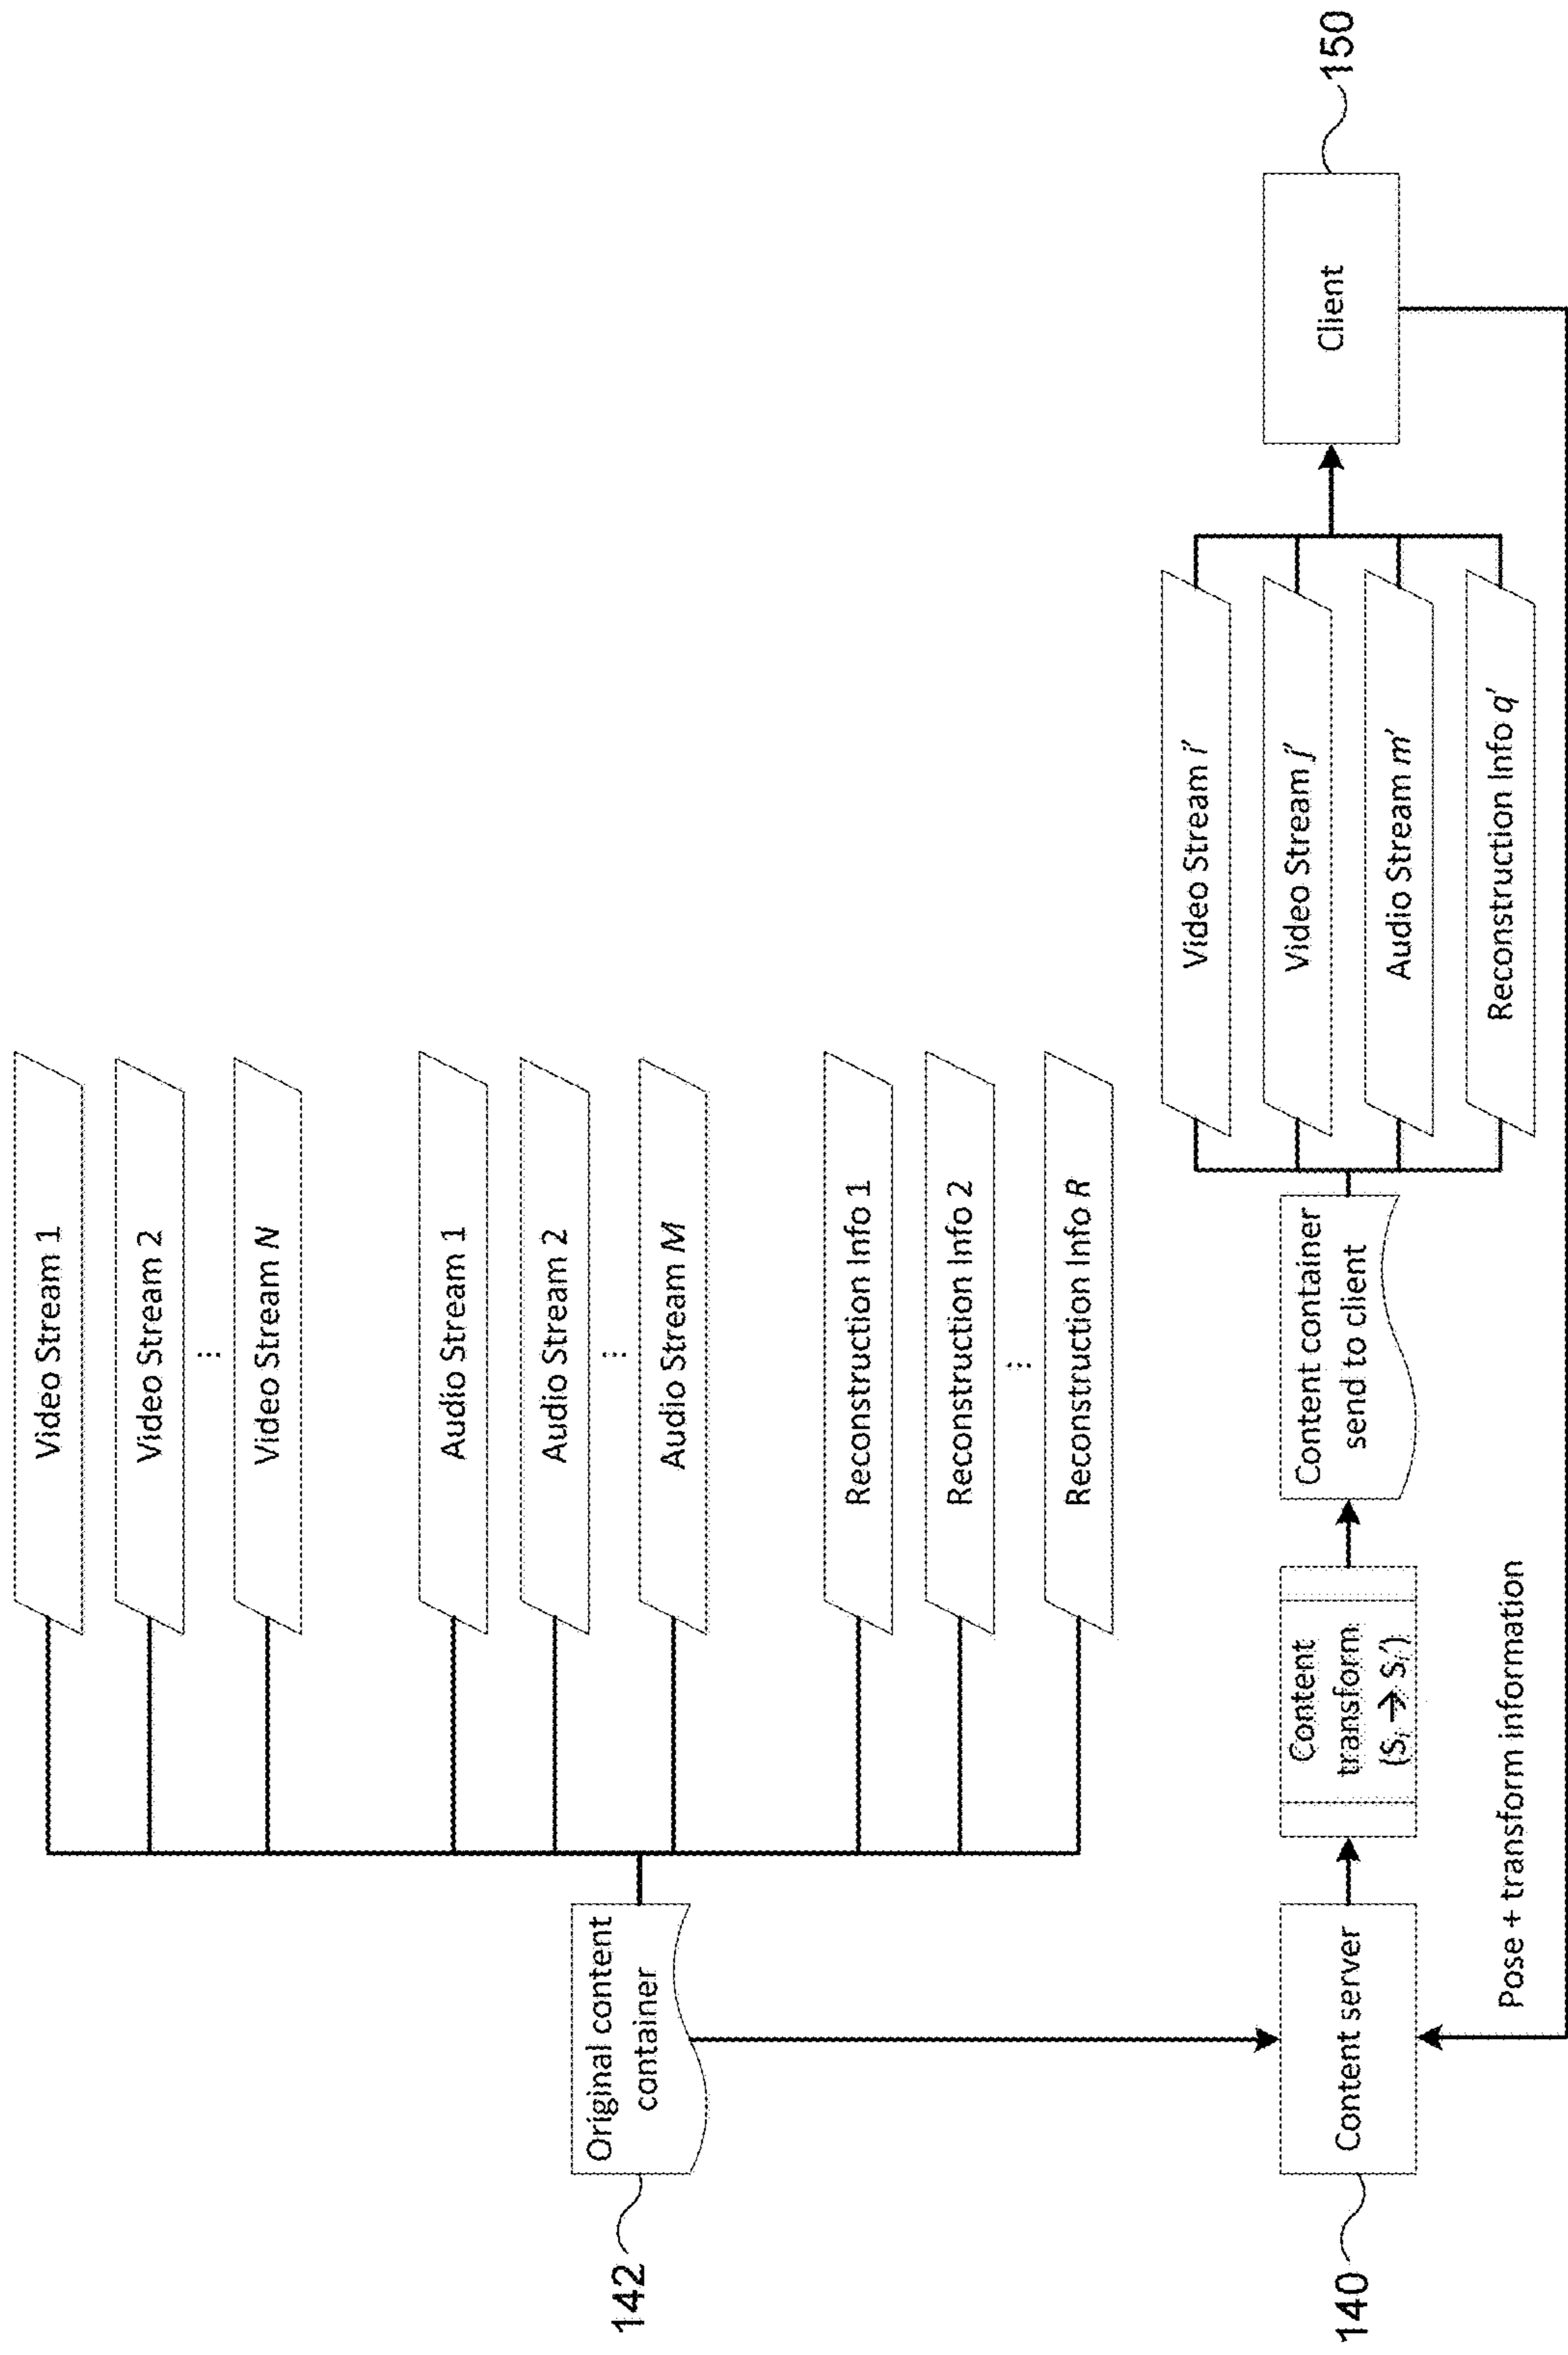 Video Stream 1
Video Stream 2
⋮
Video Stream N
Audio Stream 1
Audio Stream 2
⋮
Audio Stream M
142
Original content
container
Reconstruction Info 1
Reconstruction Info 2
⋮
Reconstruction Info R
140
Content server
Content
transform
(Sᵢ → Sᵢ')
Content container
send to client
Video Stream i'
Video Stream j'
Audio Stream m'
Reconstruction Info q'
Client
150
Pose + transform information